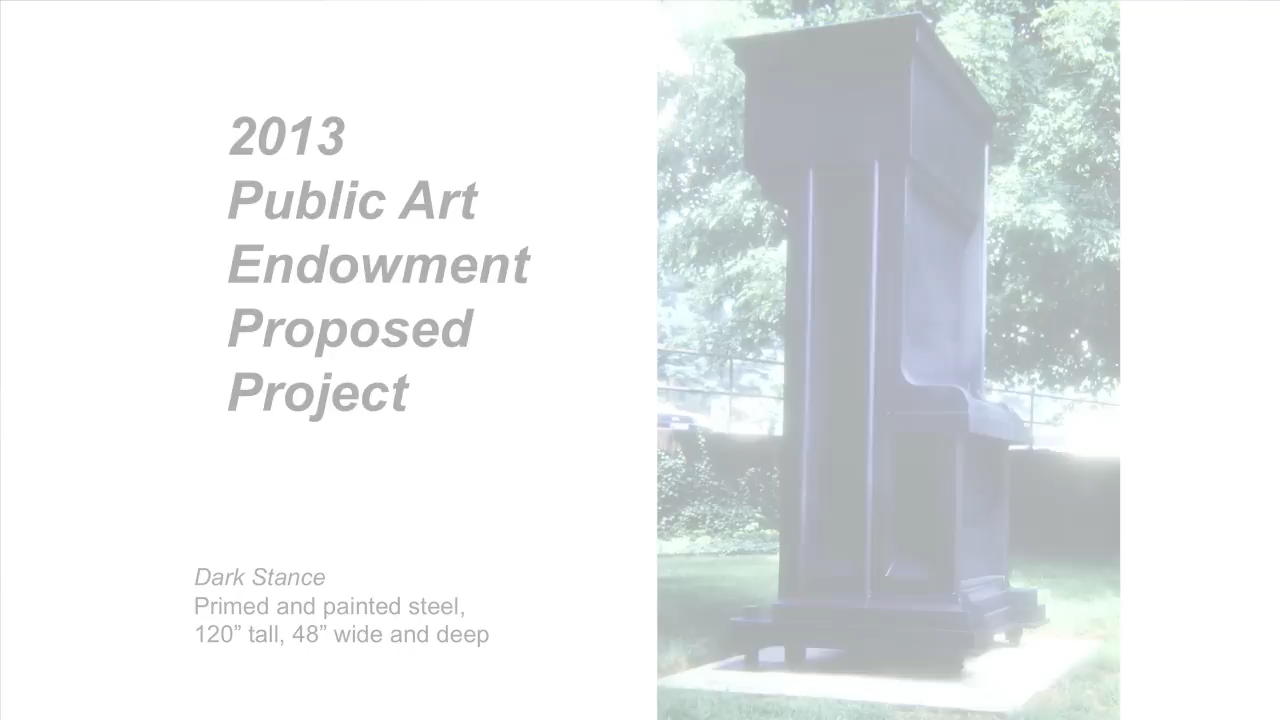 2013
Public Art
Endowment
Proposed
Project
Dark Stance
Primed and painted steel,
120” tall, 48” wide and deep